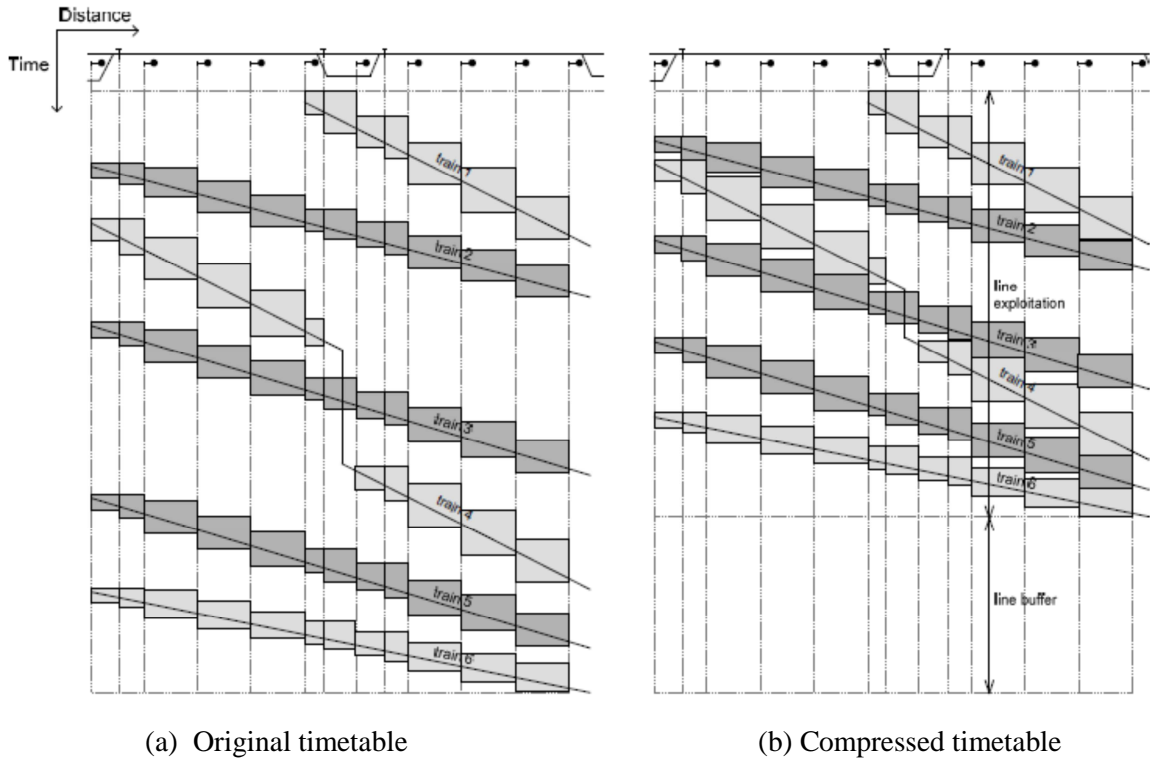 Distance
Time
train 1
train 2
train 3
train 4
train 5
train 6
train 1
train 2
line
exploitation
train 3
train 4
train 5
train 6
line buffer
(a) Original timetable
(b) Compressed timetable